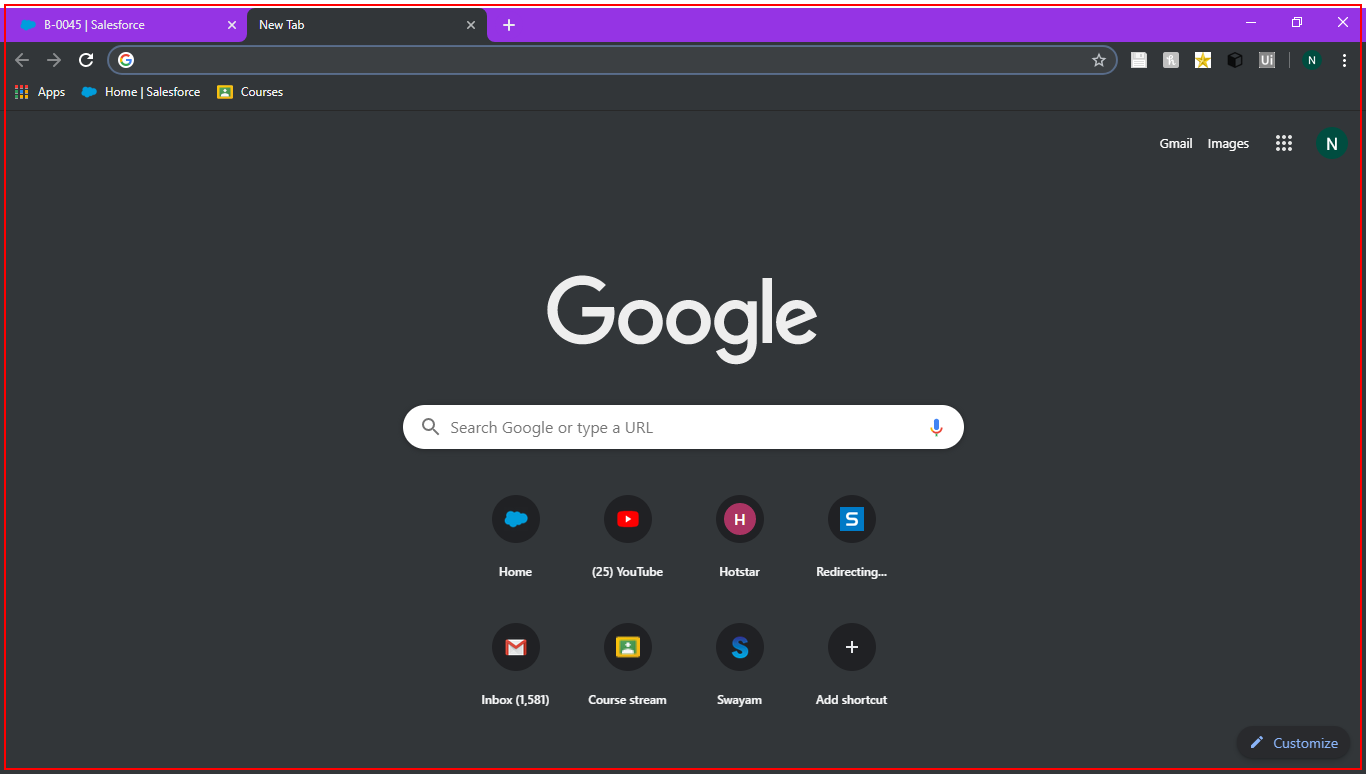 B-0045 | Salesforce
New Tab
N
Apps
Home | Salesforce
Courses
Ui
Gmail
Images
N
Google
Search Google or type a URL
H
S
Home
(25) YouTube
Hotstar
Redirecting...
S
Inbox (1,581)
Course stream
Swayam
Add shortcut
Customize